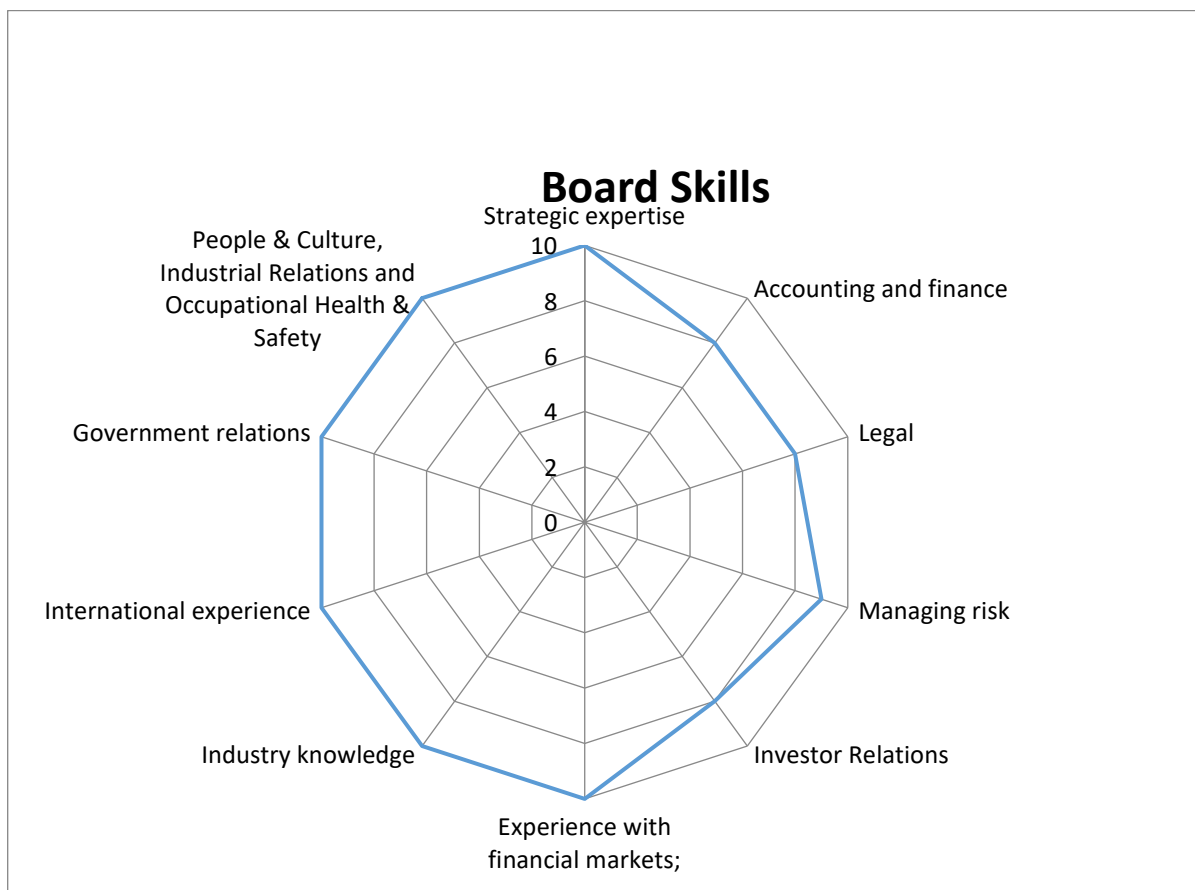 Board Skills
Strategic expertise
People & Culture,
Industrial Relations and
Occupational Health &
Safety
Accounting and finance
Government relations
Legal
International experience
Managing risk
Industry knowledge
Investor Relations
Experience with
financial markets;
10
8
6
4
2
0